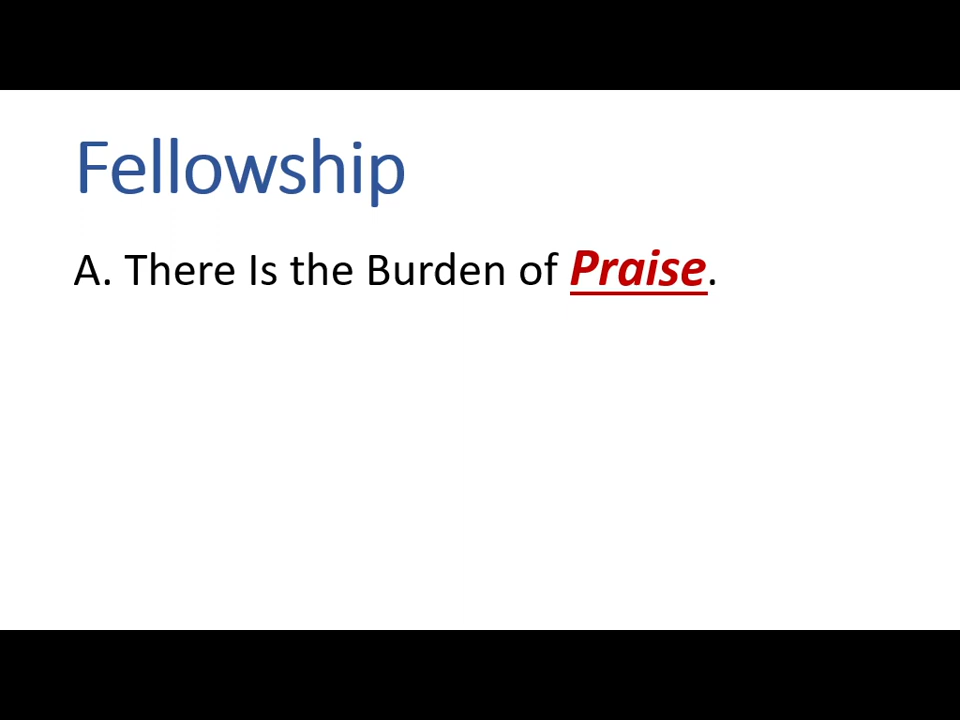 Fellowship
A. There Is the Burden of Praise.